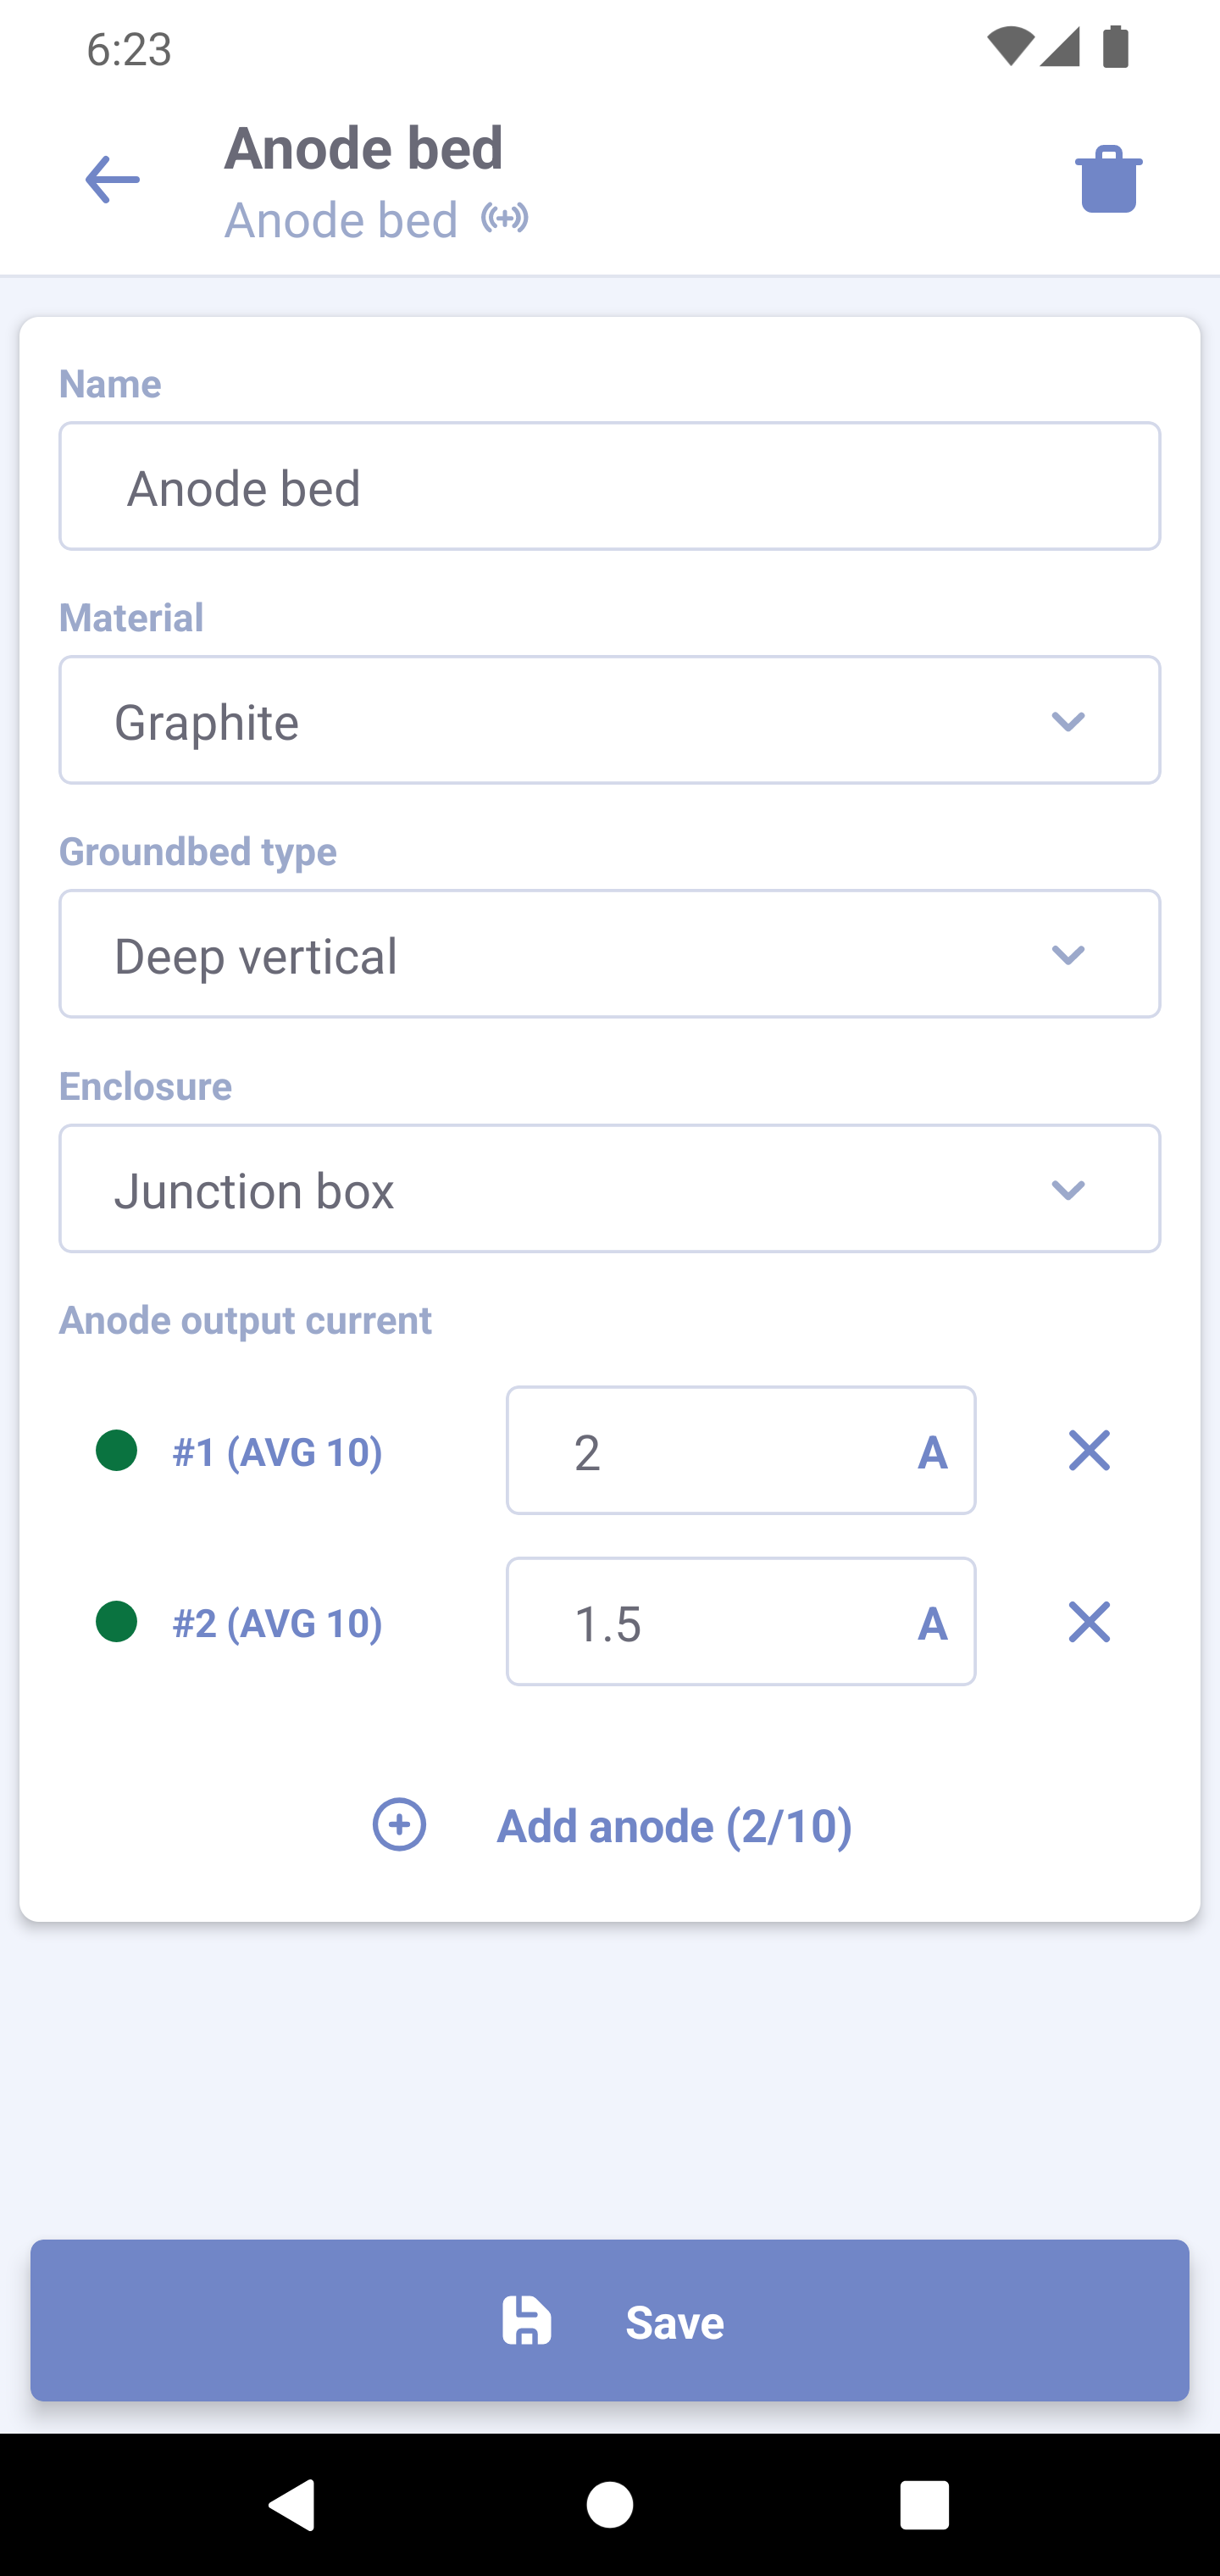 6:23
Anode bed
Anode bed
Name
Anode bed
Material
Graphite
Groundbed type
Deep vertical
Enclosure
Junction box
Anode output current
#1 (AVG 10) 2 A
#2 (AVG 10) 1.5 A
Add anode (2/10)
Save